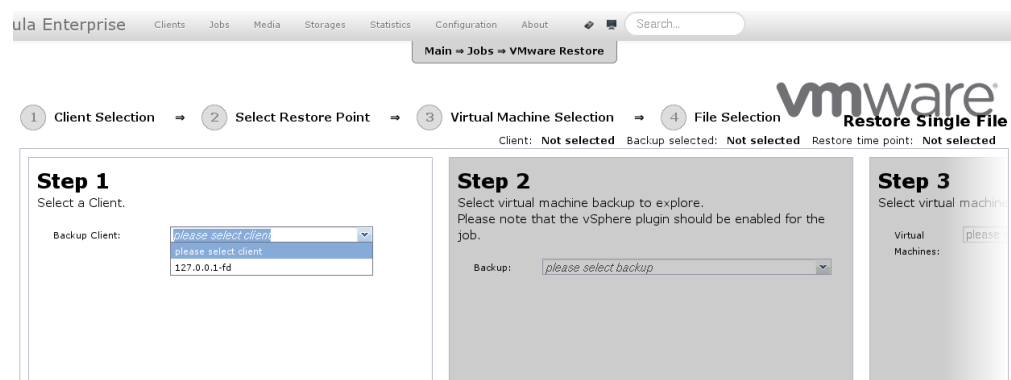 ula Enterprise Clients Jobs Media Storages Statistics Configuration About Search...
Main ⇒ Jobs ⇒ VMware Restore
vmware
1 Client Selection ⇒ 2 Select Restore Point ⇒ 3 Virtual Machine Selection ⇒ 4 File Selection
Restore Single File
Client: Not selected Backup selected: Not selected Restore time point: Not selected
Step 1
Select a Client.
Backup Client: please select client
please select client
127.0.0.1-fd
Step 2
Select virtual machine backup to explore.
Please note that the vSphere plugin should be enabled for the
job.
Backup: please select backup
Step 3
Select virtual machine
Virtual
Machines:
please